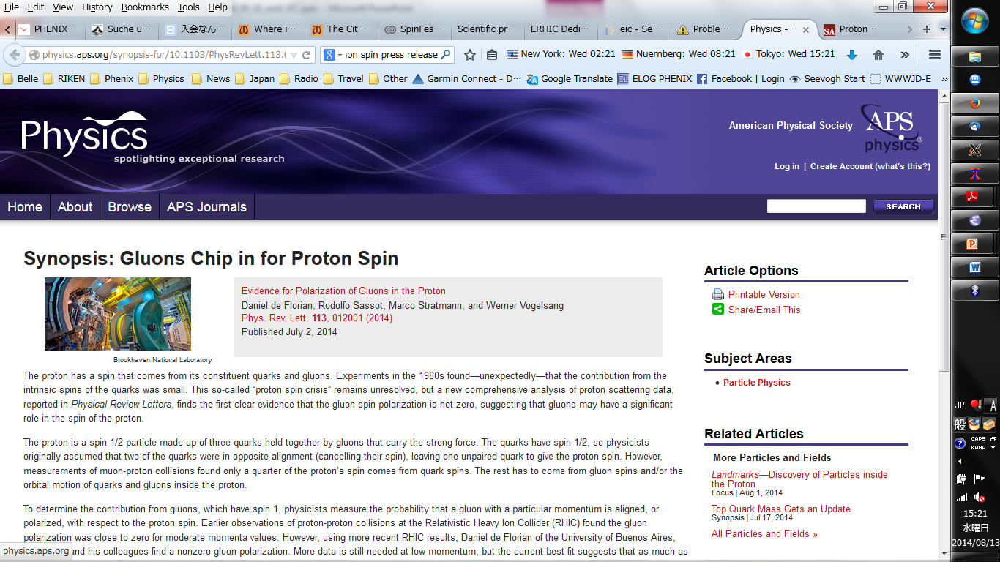 File Edit View History Bookmarks Tools Help
PHENIX…
Suche u…
入会なん…
Where i…
The Cit…
SpinFes…
Scientific pr…
ERHIC Dedi…
eic - Se…
Proble…
Physics -…
Proton …
physics.aps.org/synopsis-for/10.1103/PhysRevLett.113.
on spin press release
New York: Wed 02:21
Nuernberg: Wed 08:21
Tokyo: Wed 15:21
Belle RIKEN Phenix Physics News Japan Radio Travel Other Garmin Connect - D… Google Translate ELOG PHENIX Facebook | Login Seevogh Start WWWJD-E
Physics
spotlighting exceptional research
American Physical Society
APS
physics®
Log in | Create Account (what's this?)
Home About Browse APS Journals
SEARCH
Synopsis: Gluons Chip in for Proton Spin
Brookhaven National Laboratory
Evidence for Polarization of Gluons in the Proton
Daniel de Florian, Rodolfo Sassot, Marco Stratmann, and Werner Vogelsang
Phys. Rev. Lett. 113, 012001 (2014)
Published July 2, 2014
The proton has a spin that comes from its constituent quarks and gluons. Experiments in the 1980s found—unexpectedly—that the contribution from the
intrinsic spins of the quarks was small. This so-called “proton spin crisis” remains unresolved, but a new comprehensive analysis of proton scattering data,
reported in Physical Review Letters, finds the first clear evidence that the gluon spin polarization is not zero, suggesting that gluons may have a significant
role in the spin of the proton.
The proton is a spin 1/2 particle made up of three quarks held together by gluons that carry the strong force. The quarks have spin 1/2, so physicists
originally assumed that two of the quarks were in opposite alignment (cancelling their spin), leaving one unpaired quark to give the proton spin. However,
measurements of muon-proton collisions found only a quarter of the proton’s spin comes from quark spins. The rest has to come from gluon spins and/or the
orbital motion of quarks and gluons inside the proton.
To determine the contribution from gluons, which have spin 1, physicists measure the probability that a gluon with a particular momentum is aligned, or
polarized, with respect to the proton spin. Earlier observations of proton-proton collisions at the Relativistic Heavy Ion Collider (RHIC) found the gluon
polarization was close to zero for moderate momenta values. However, using more recent RHIC results, Daniel de Florian of the University of Buenos Aires,
and his colleagues find a nonzero gluon polarization. More data is still needed at low momentum, but the current best fit suggests that as much as
physics.aps.org
Article Options
Printable Version
Share/Email This
Subject Areas
• Particle Physics
Related Articles
More Particles and Fields
Landmarks—Discovery of Particles inside
the Proton
Focus | Aug 1, 2014
Top Quark Mass Gets an Update
Synopsis | Jul 17, 2014
All Particles and Fields »
JP
A
般
CAPS
KANA
15:21
水曜日
2014/08/13